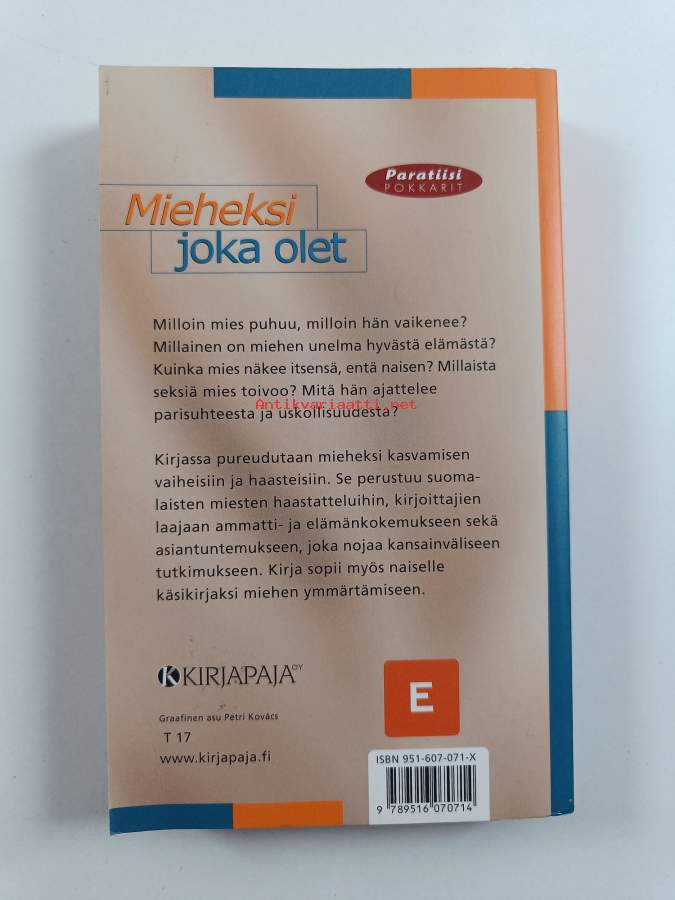 Paratiisi
POKKARIT
Mieheksi
joka olet
Milloin mies puhuu, milloin hän vaikenee?
Millainen on miehen unelma hyvästä elämästä?
Kuinka mies näkee itsensä, entä naisen? Millaista
seksiä mies toivoo? Mitä hän ajattelee
Antikvariaatti.net
parisuhteesta ja uskollisuudesta?
Kirjassa pureudutaan mieheksi kasvamisen
vaiheisiin ja haasteisiin. Se perustuu suoma-
laisten miesten haastatteluihin, kirjoittajien
laajaan ammatti- ja elämänkokemukseen sekä
asiantuntemukseen, joka nojaa kansainväliseen
tutkimukseen. Kirja sopii myös naiselle
käsikirjaksi miehen ymmärtämiseen.
KIRJAPAJA OY
E
Graafinen asu Petri Kovács
T 17
www.kirjapaja.fi
ISBN 951-607-071-X
9 789516 070714